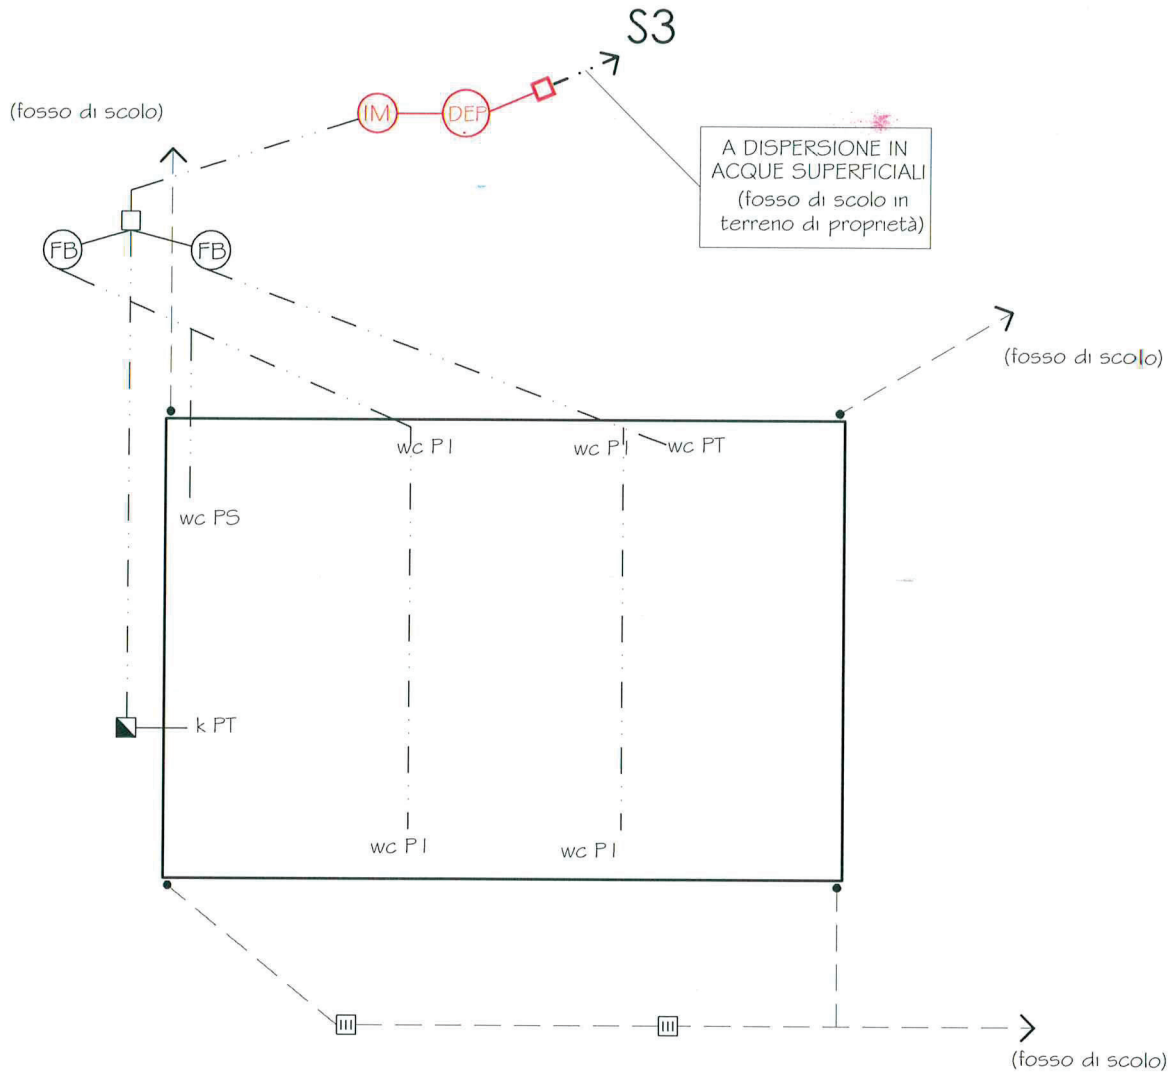 S3
(fosso di scolo)
IM
DEP
A DISPERSIONE IN
ACQUE SUPERFICIALI
(fosso di scolo in
terreno di proprietà)
FB
FB
(fosso di scolo)
wc P1
wc P1
wc PT
wc PS
k PT
wc P1
wc P1
(fosso di scolo)